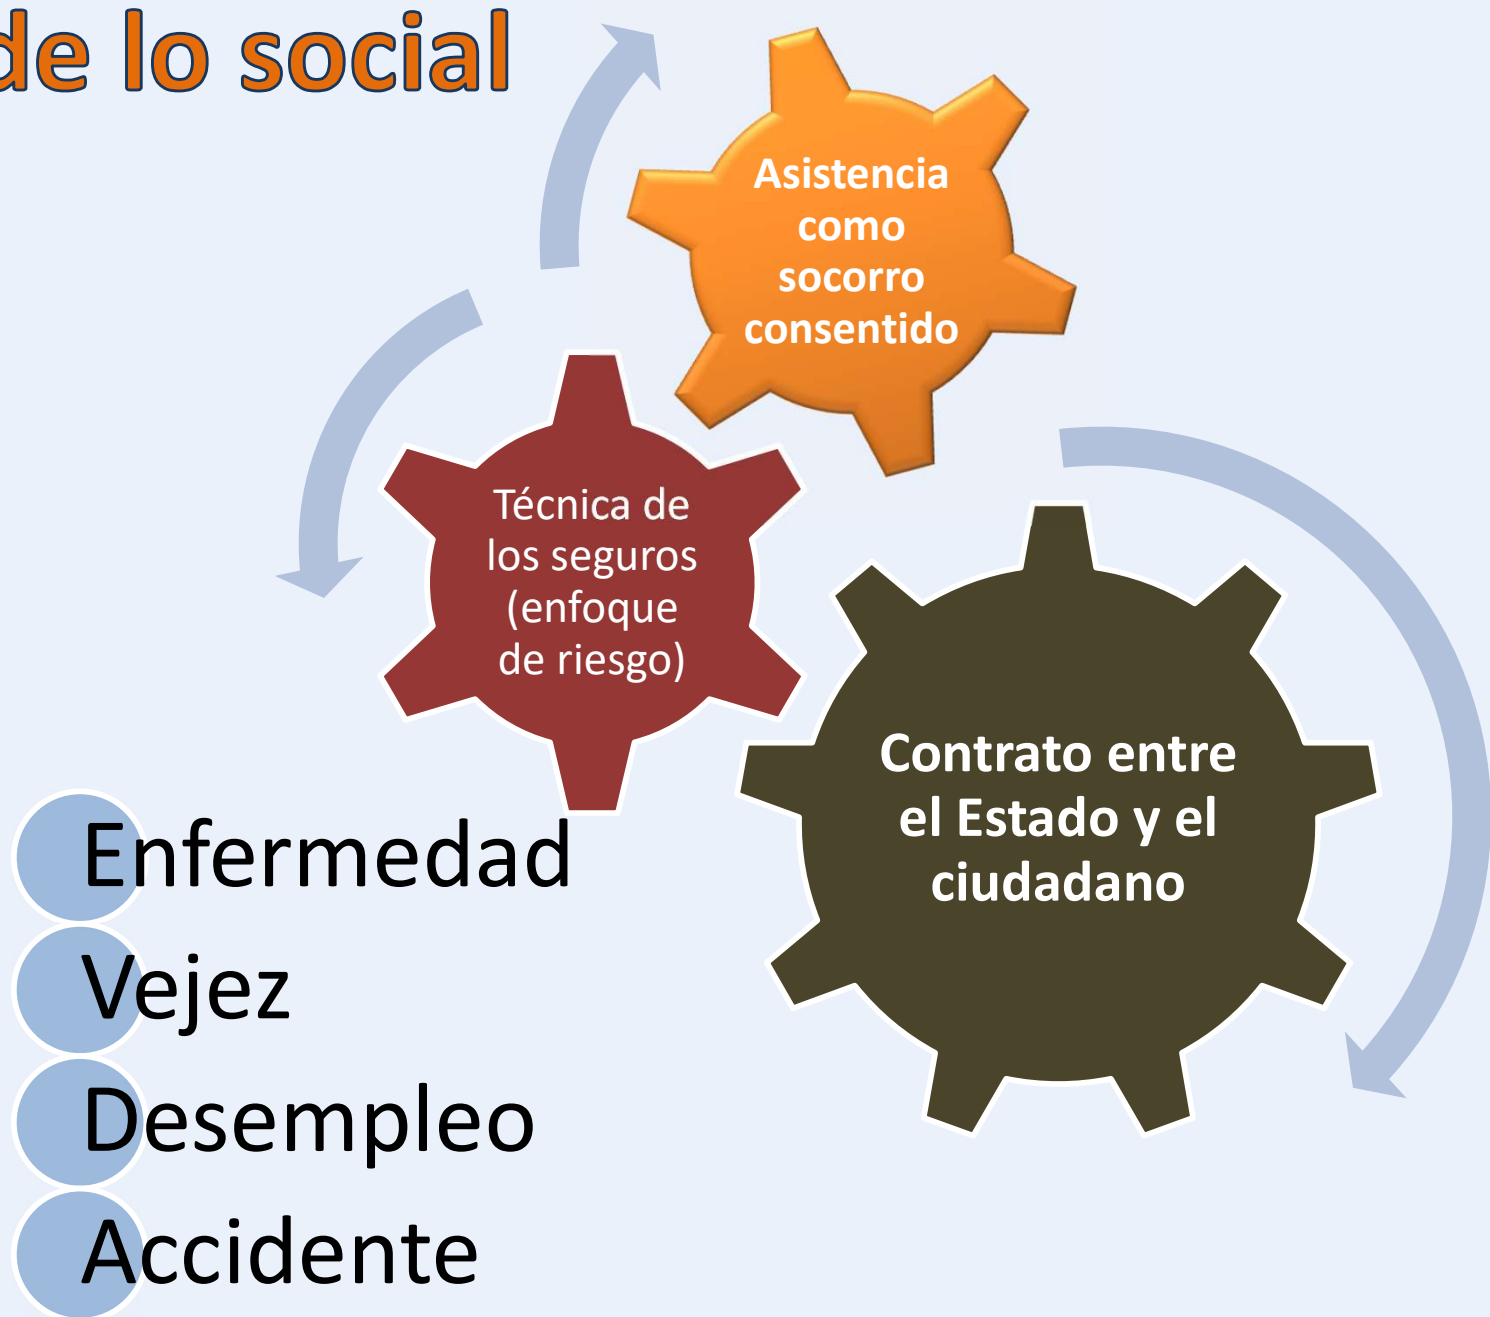 de lo social
Asistencia
como
socorro
consentido
Técnica de
los seguros
(enfoque
de riesgo)
Contrato entre
el Estado y el
ciudadano
Enfermedad
Vejez
Desempleo
Accidente